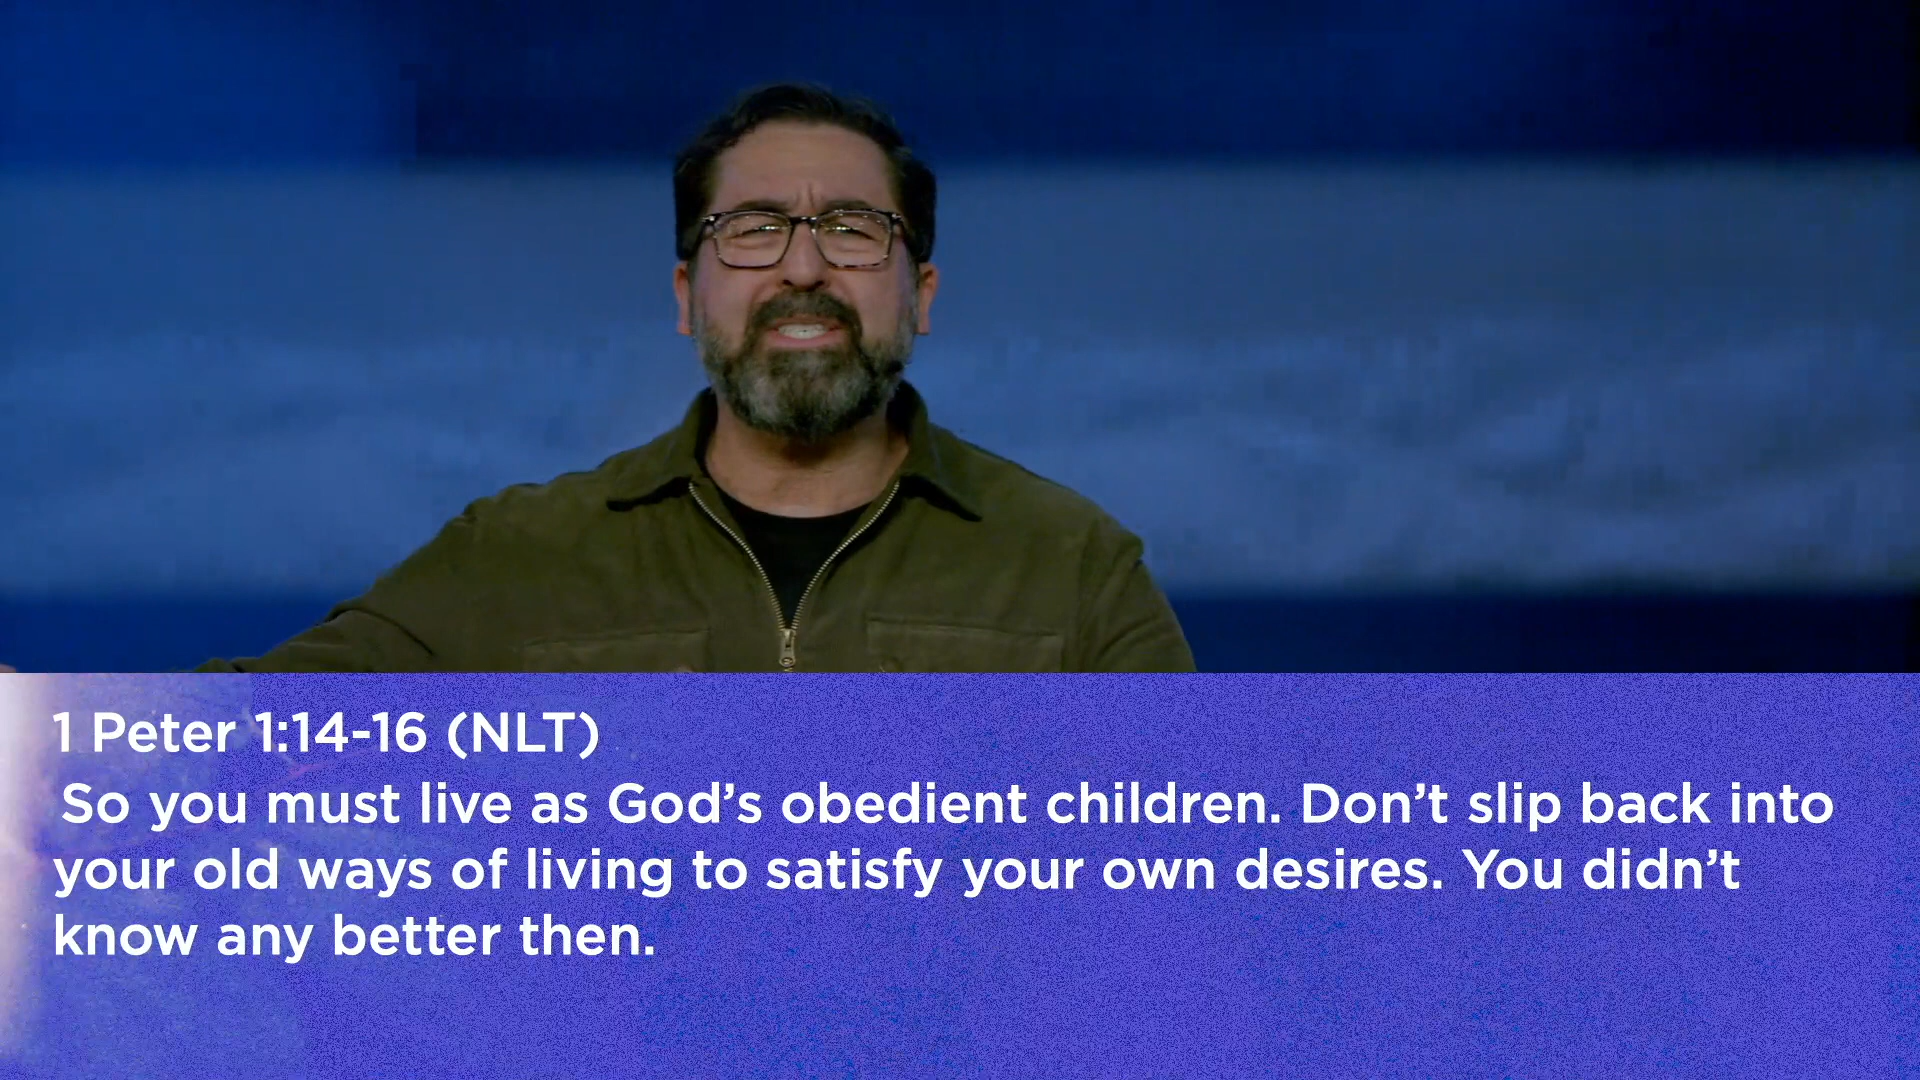 1 Peter 1:14-16 (NLT)
So you must live as God’s obedient children. Don’t slip back into
your old ways of living to satisfy your own desires. You didn’t
know any better then.